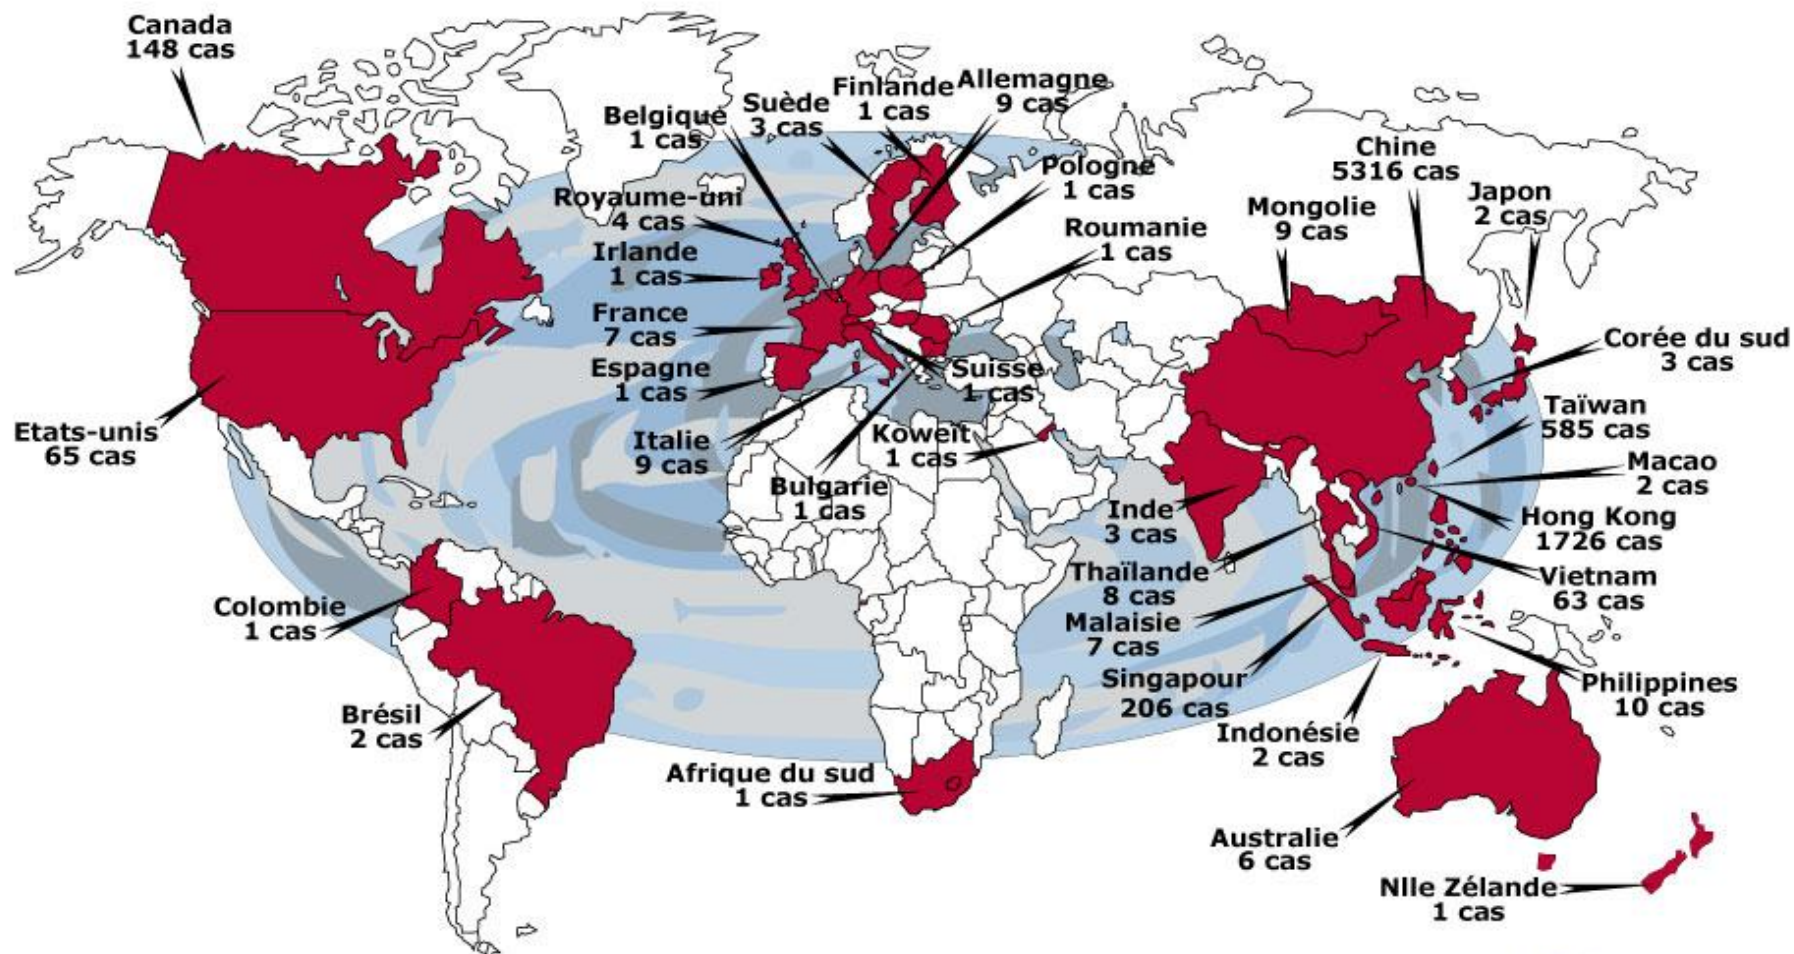 Canada
148 cas
Belgique
1 cas
Suède
3 cas
Finlande
1 cas
Allemagne
9 cas
Pologne
1 cas
Royaume-uni
4 cas
Roumanie
1 cas
Irlande
1 cas
France
7 cas
Espagne
1 cas
Suisse
1 cas
Italie
9 cas
Koweït
1 cas
Bulgarie
1 cas
Etats-unis
65 cas
Chine
5316 cas
Japon
2 cas
Mongolie
9 cas
Corée du sud
3 cas
Taïwan
585 cas
Macao
2 cas
Hong Kong
1726 cas
Inde
3 cas
Thaïlande
8 cas
Vietnam
63 cas
Malaisie
7 cas
Singapour
206 cas
Philippines
10 cas
Indonésie
2 cas
Colombie
1 cas
Brésil
2 cas
Afrique du sud
1 cas
Australie
6 cas
Nlle Zélande
1 cas